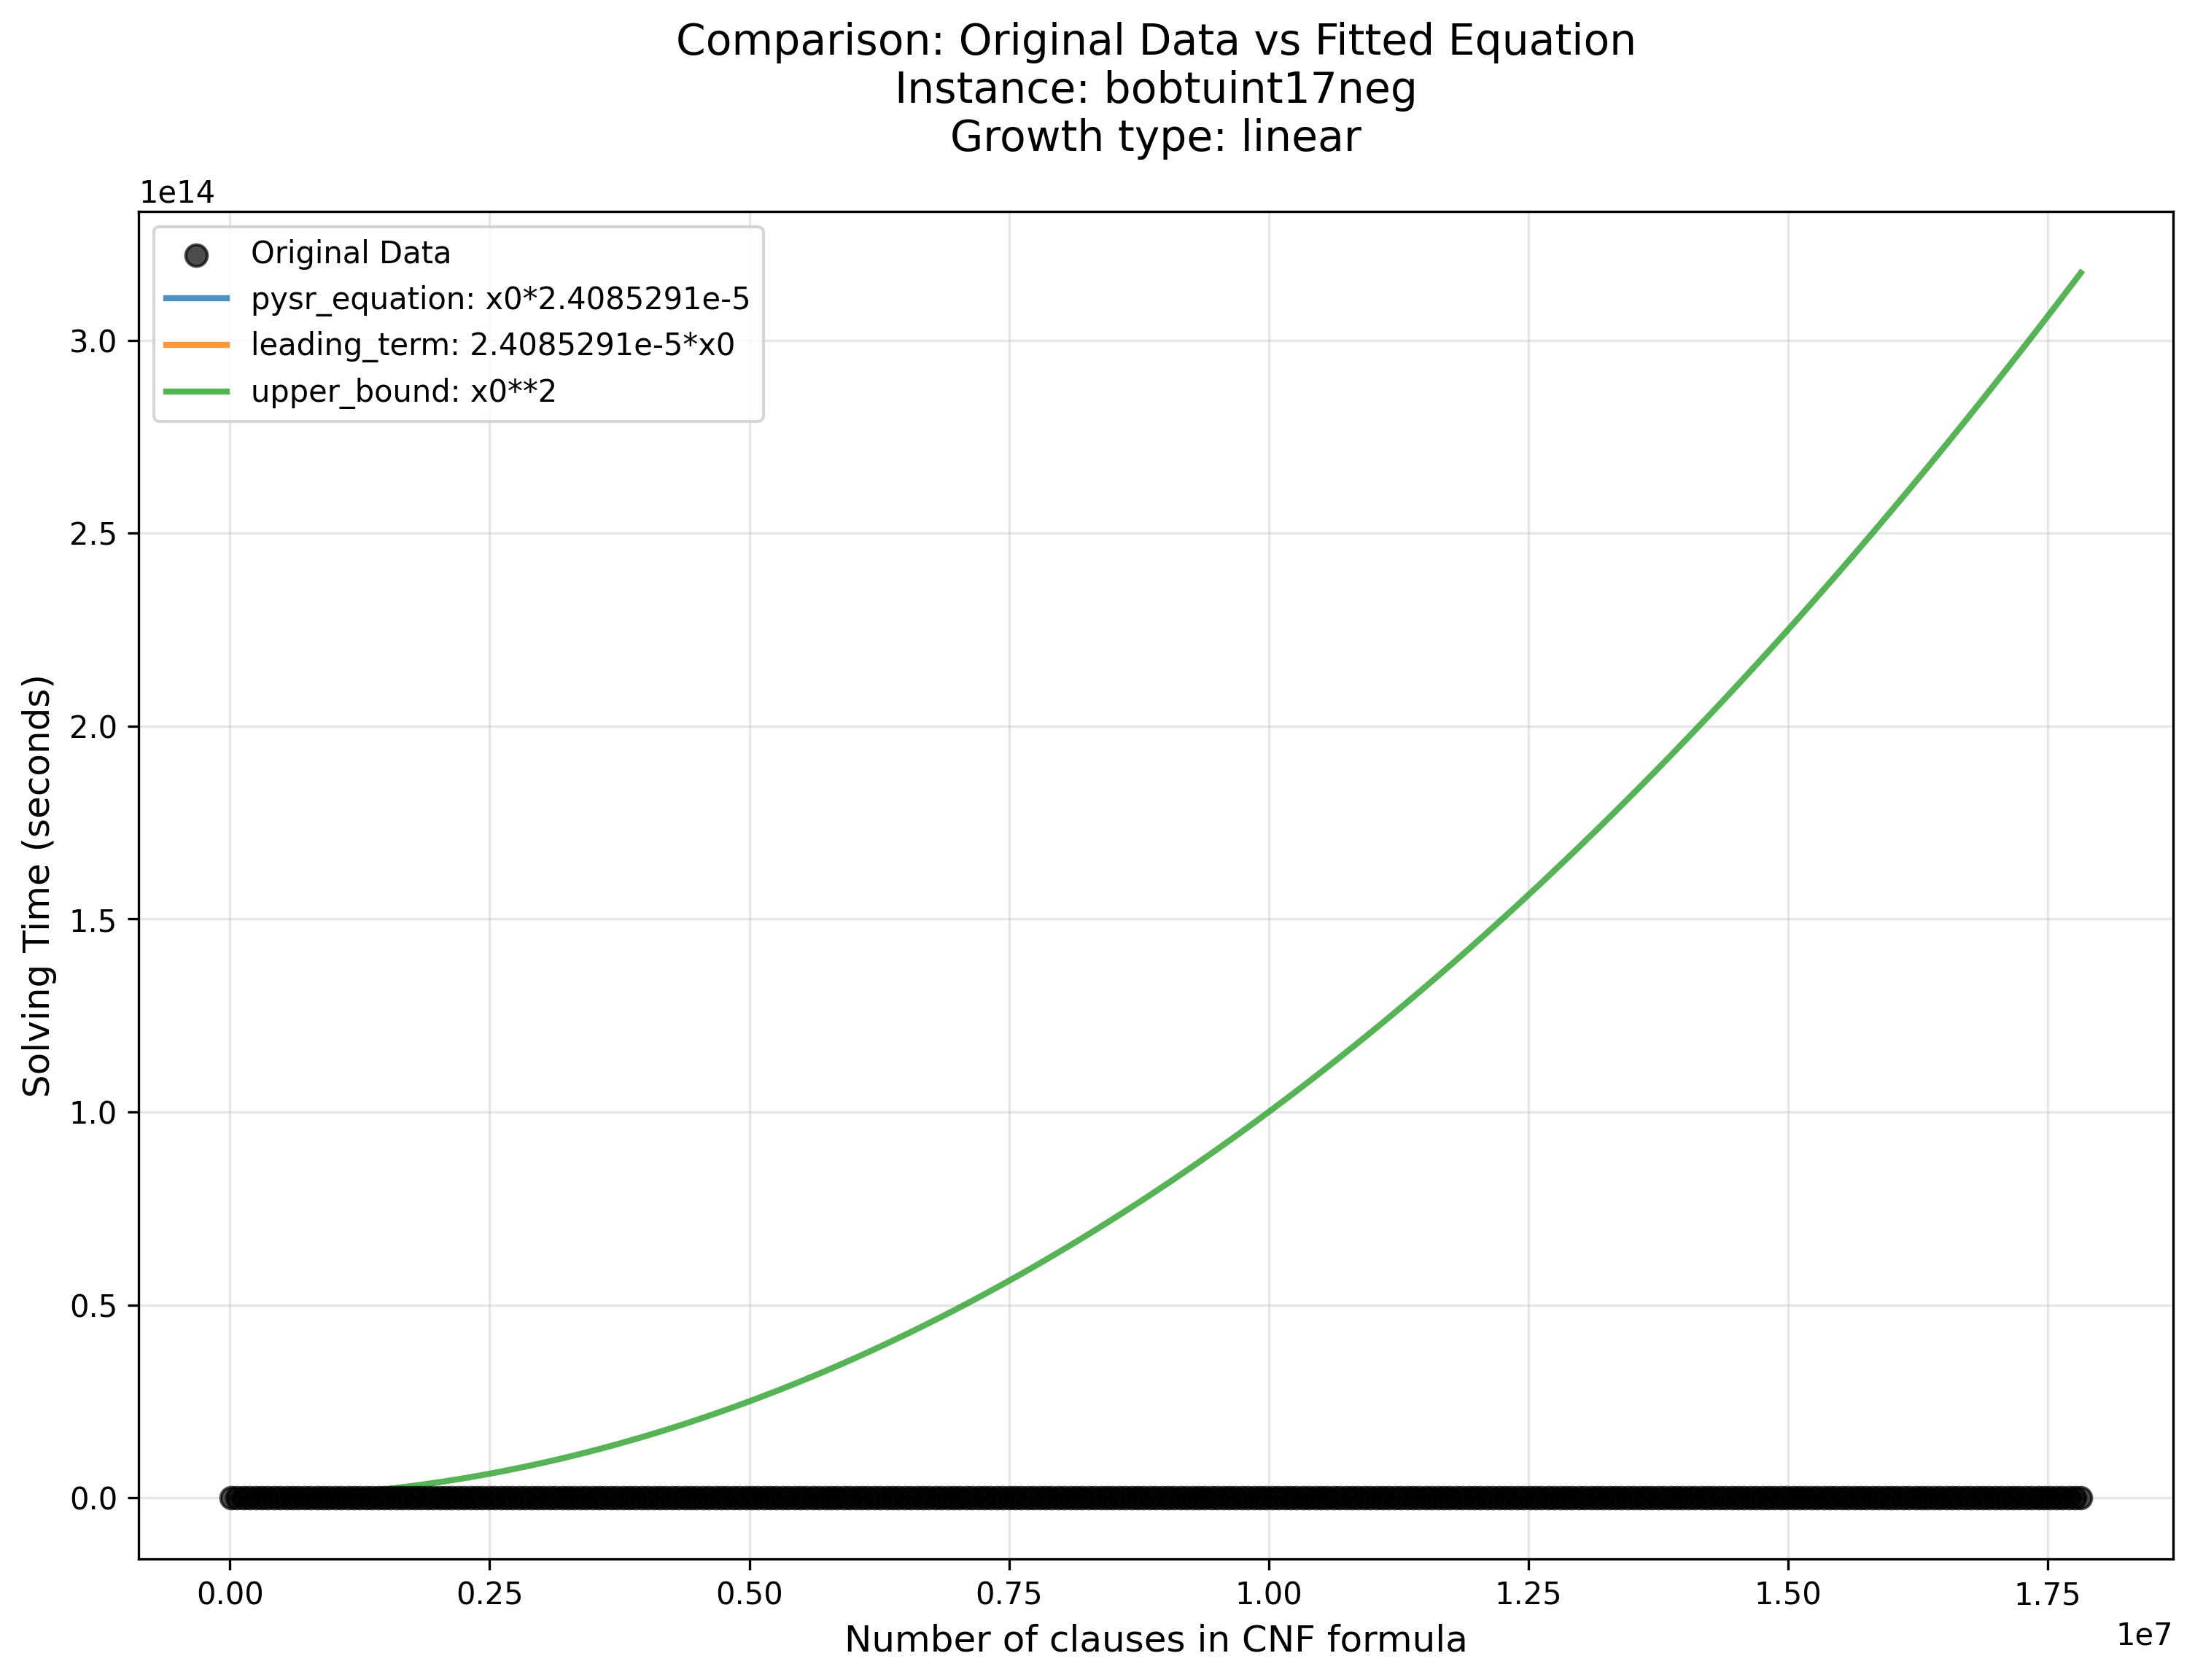 Comparison: Original Data vs Fitted Equation
Instance: bobtuint17neg
Growth type: linear
1e14
Original Data
pysr_equation: x0*2.4085291e-5
leading_term: 2.4085291e-5*x0
upper_bound: x0**2
3.0
2.5
2.0
1.5
1.0
0.5
0.0
Solving Time (seconds)
0.00 0.25 0.50 0.75 1.00 1.25 1.50 1.75
1e7
Number of clauses in CNF formula